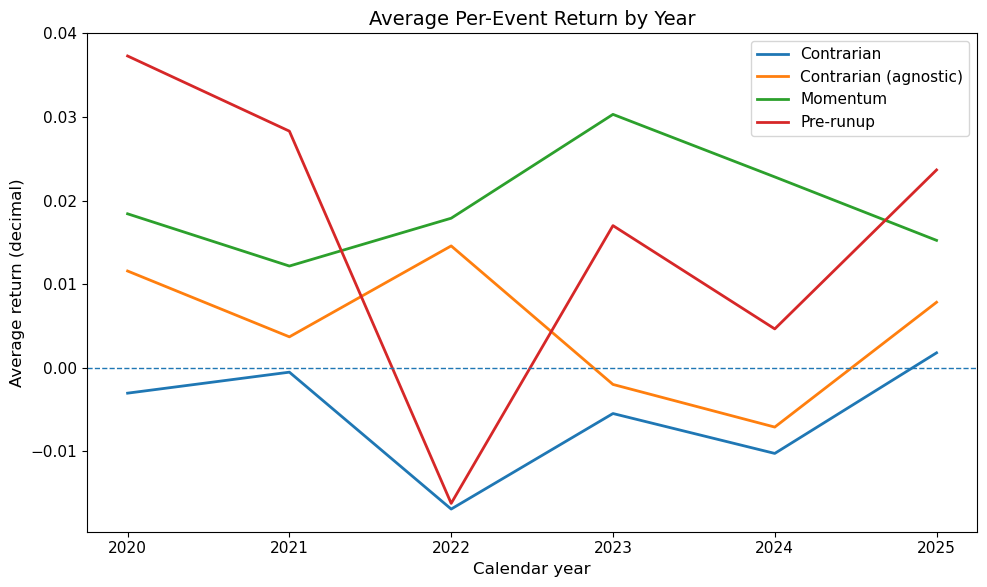 Average Per-Event Return by Year
Contrarian
Contrarian (agnostic)
Momentum
Pre-runup
Average return (decimal)
0.04
0.03
0.02
0.01
0.00
−0.01
2020 2021 2022 2023 2024 2025
Calendar year